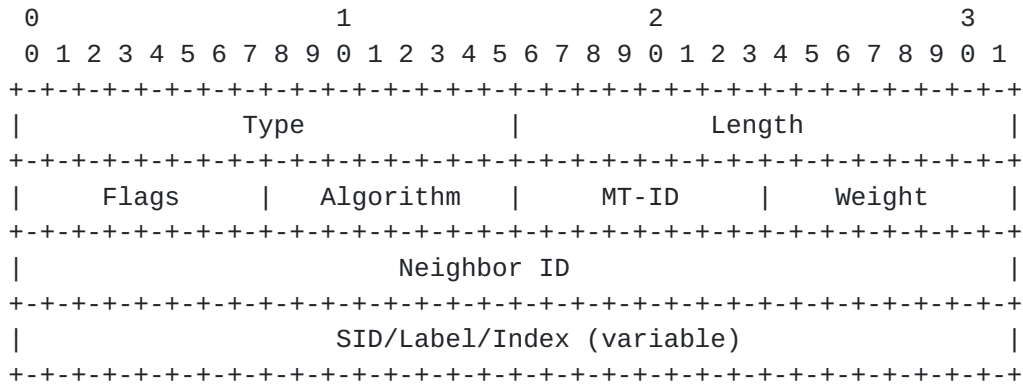 0                   1                   2                   3
 0 1 2 3 4 5 6 7 8 9 0 1 2 3 4 5 6 7 8 9 0 1 2 3 4 5 6 7 8 9 0 1
+-+-+-+-+-+-+-+-+-+-+-+-+-+-+-+-+-+-+-+-+-+-+-+-+-+-+-+-+-+-+-+-+
|              Type             |            Length             |
+-+-+-+-+-+-+-+-+-+-+-+-+-+-+-+-+-+-+-+-+-+-+-+-+-+-+-+-+-+-+-+-+
|     Flags     |   Algorithm   |     MT-ID     |    Weight     |
+-+-+-+-+-+-+-+-+-+-+-+-+-+-+-+-+-+-+-+-+-+-+-+-+-+-+-+-+-+-+-+-+
|                        Neighbor ID                            |
+-+-+-+-+-+-+-+-+-+-+-+-+-+-+-+-+-+-+-+-+-+-+-+-+-+-+-+-+-+-+-+-+
|                    SID/Label/Index (variable)                 |
+-+-+-+-+-+-+-+-+-+-+-+-+-+-+-+-+-+-+-+-+-+-+-+-+-+-+-+-+-+-+-+-+